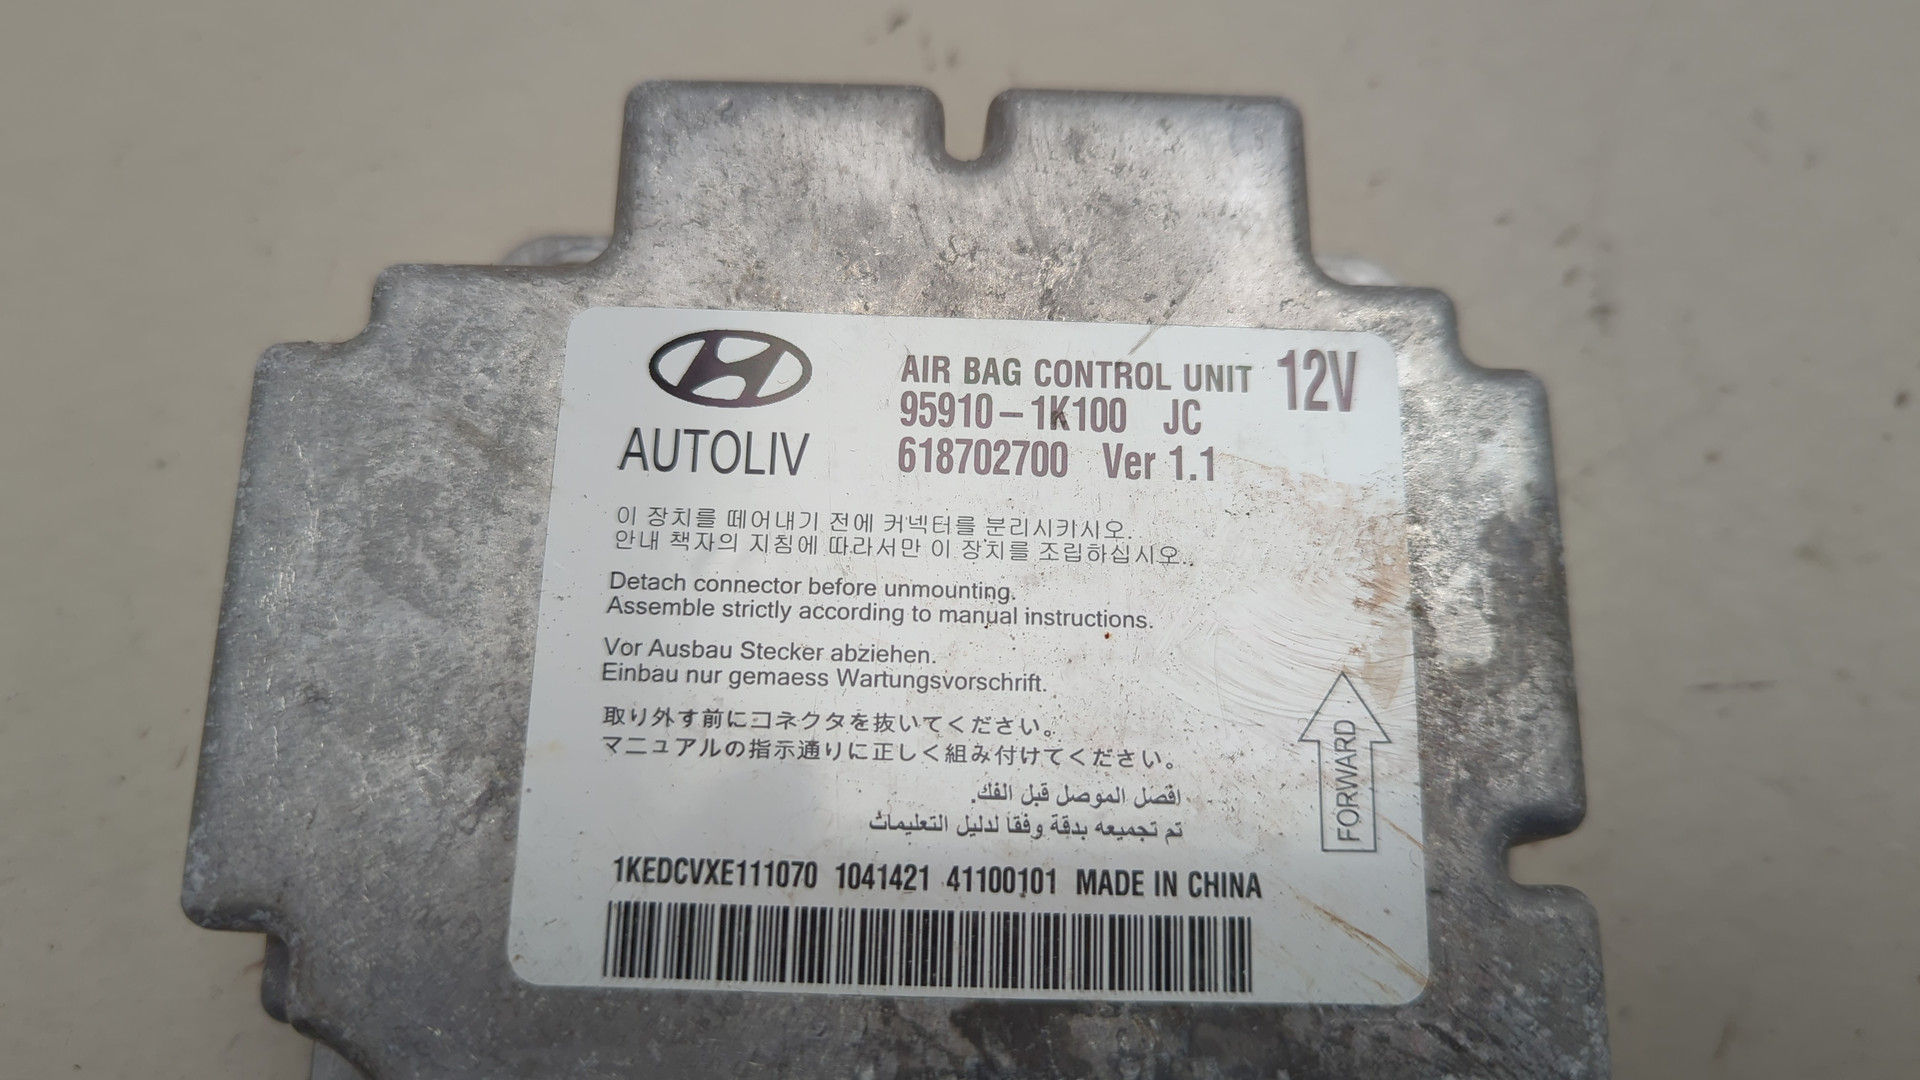 AIR BAG CONTROL UNIT 12V
95910-1K100 JC
AUTOLIV
618702700 Ver 1.1
이 장치를 떼어내기 전에 커넥터를 분리시키시오.
안내 책자의 지침에 따라서만 이 장치를 조립하십시오.
Detach connector before unmounting.
Assemble strictly according to manual instructions.
Vor Ausbau Stecker abziehen.
Einbau nur gemaess Wartungsvorschrift.
取り外す前にコネクタを抜いてください。
マニュアルの指示通りに正しく組み付けてください。
افصل الموصل قبل الفك.
تم تجميعه بدقة وفقا لدليل التعليمات
FORWARD
1KEDCVXE111070 1041421 41100101 MADE IN CHINA